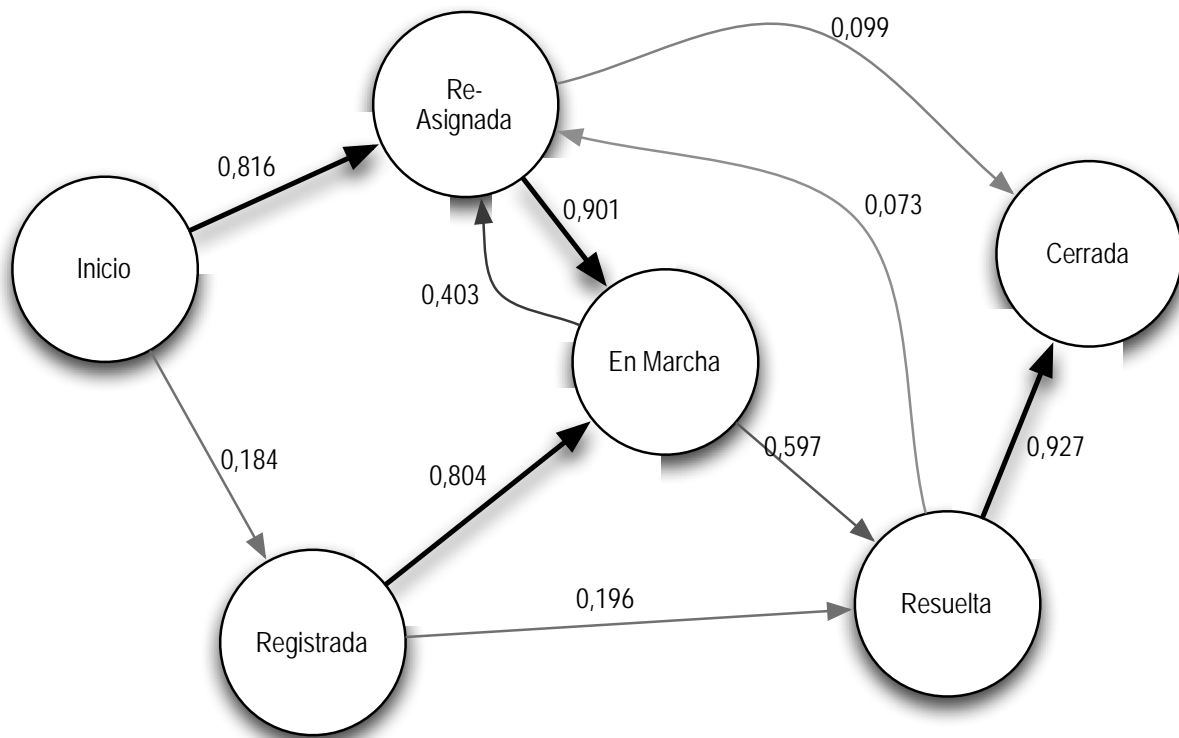 0,099
Re-
Asignada
0,816
0,901
0,073
Inicio
Cerrada
0,403
En Marcha
0,184
0,804
0,597
0,927
0,196
Resuelta
Registrada